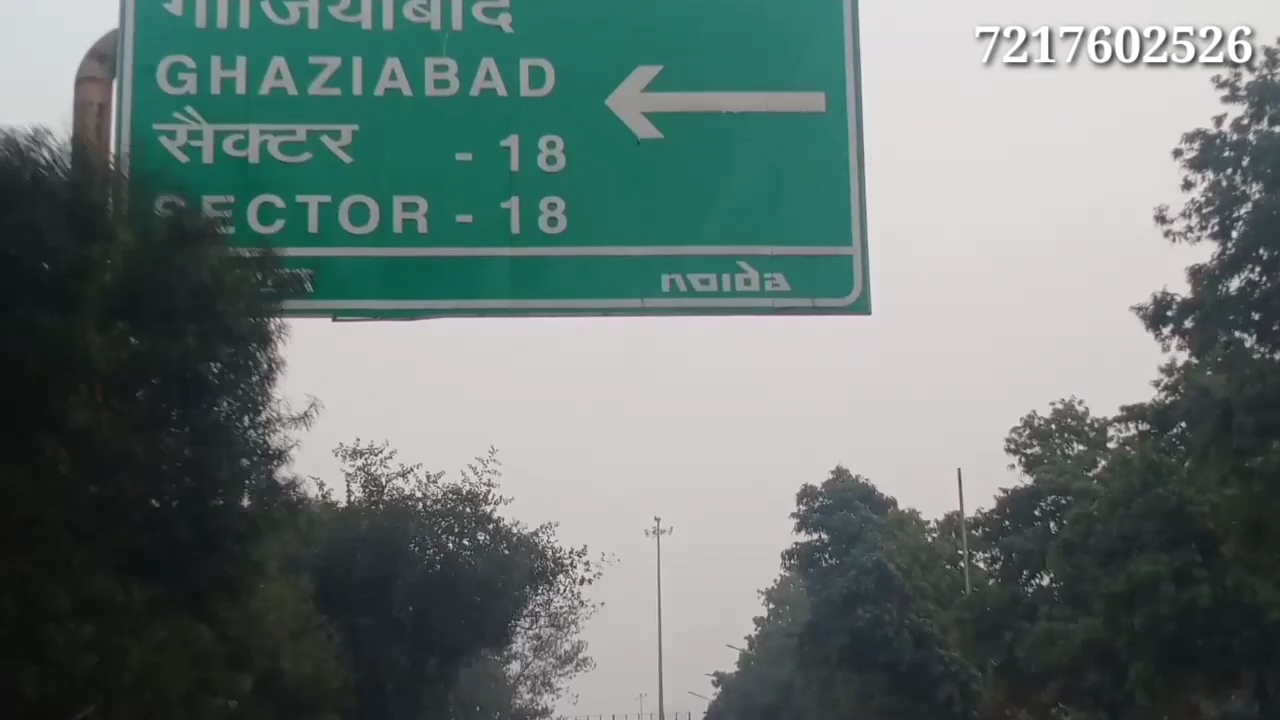 7217602526
गाजियाबाद
GHAZIABAD
सैक्टर - 18
SECTOR - 18
noida